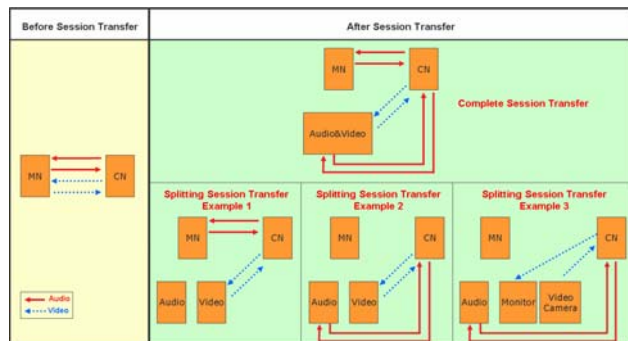 Before Session Transfer
After Session Transfer
MN
CN
Audio&Video
Complete Session Transfer
MN
CN
Splitting Session Transfer
Example 1
MN
CN
Audio
Video
Splitting Session Transfer
Example 2
MN
CN
Audio
Video
Splitting Session Transfer
Example 3
MN
CN
Audio
Monitor
Video
Camera
Audio
Video